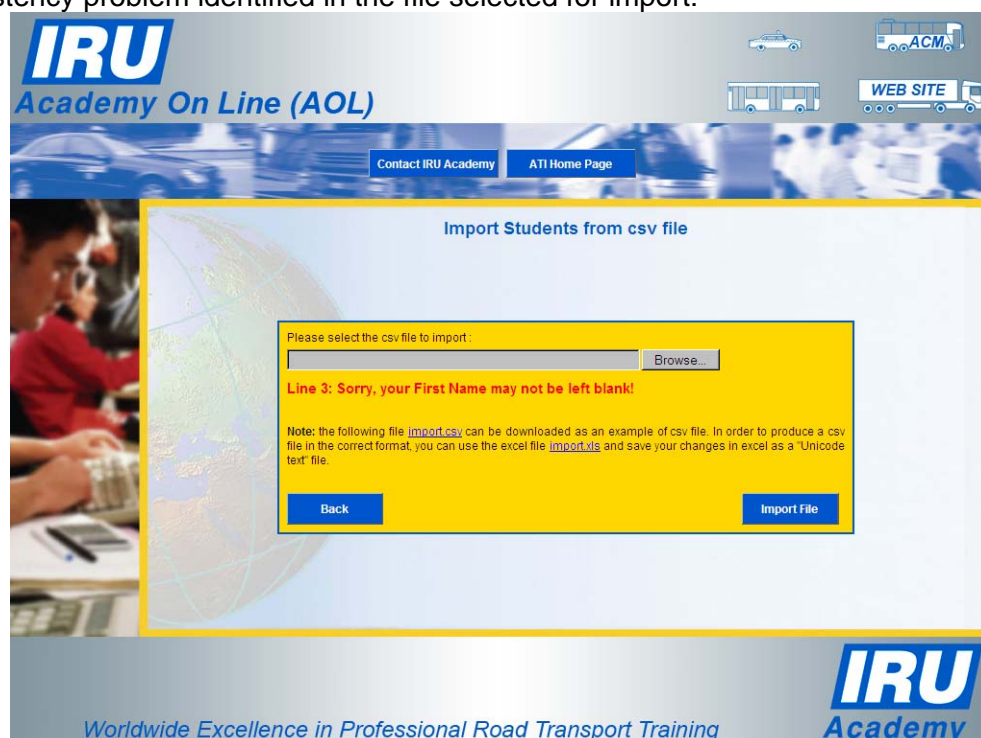 stency problem identified in the file selected for import.
IRU
ACM
Academy On Line (AOL)
WEB SITE
Contact IRU Academy
ATI Home Page
Import Students from csv file
Please select the csv file to import :
Browse...
Line 3: Sorry, your First Name may not be left blank!
Note: the following file import.csv can be downloaded as an example of csv file. In order to produce a csv
file in the correct format, you can use the excel file import.xls and save your changes in excel as a "Unicode
text" file.
Back
Import File
IRU
Worldwide Excellence in Professional Road Transport Training
Academy